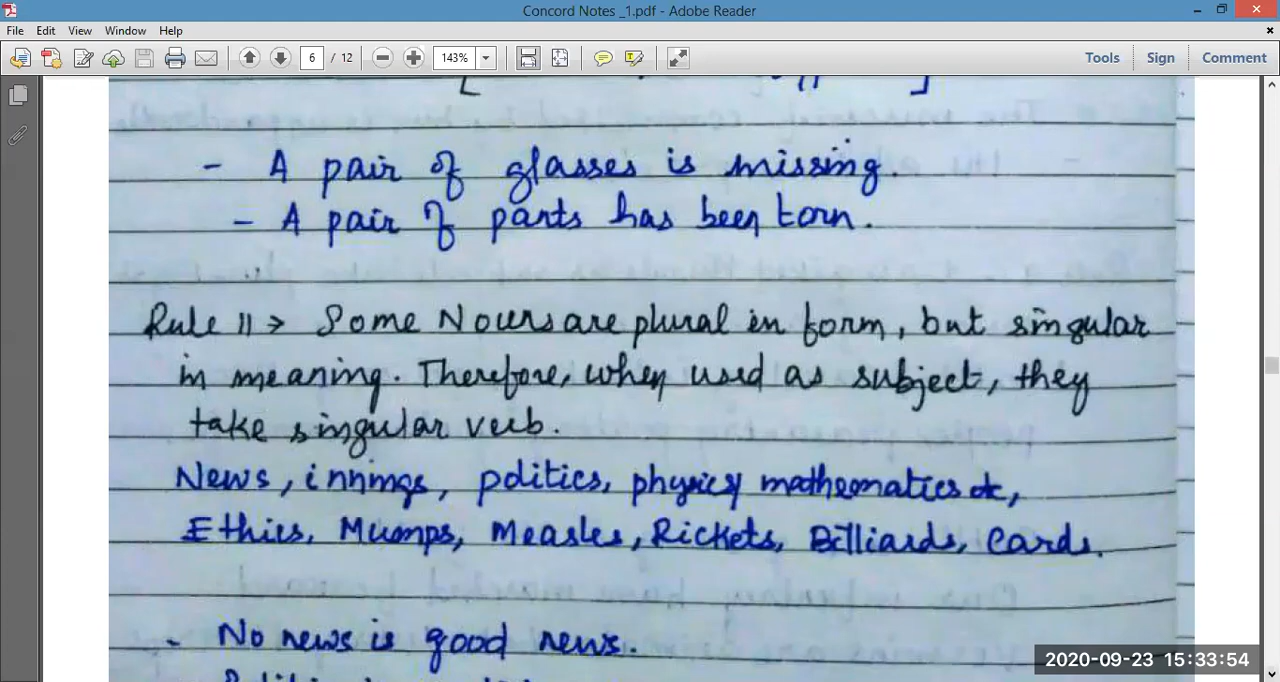 Concord Notes _1.pdf - Adobe Reader
File Edit View Window Help
6 / 12 143% Tools Sign Comment
- A pair of glasses is missing.
- A pair of pants has been torn.
Rule 11 → Some Nouns are plural in form, but singular
in meaning. Therefore, when used as subject, they
take singular verb.
News, innings, politics, physics, mathematics etc,
Ethics, Mumps, Measles, Rickets, Billiards, Cards.
- No news is good news.
2020-09-23 15:33:54